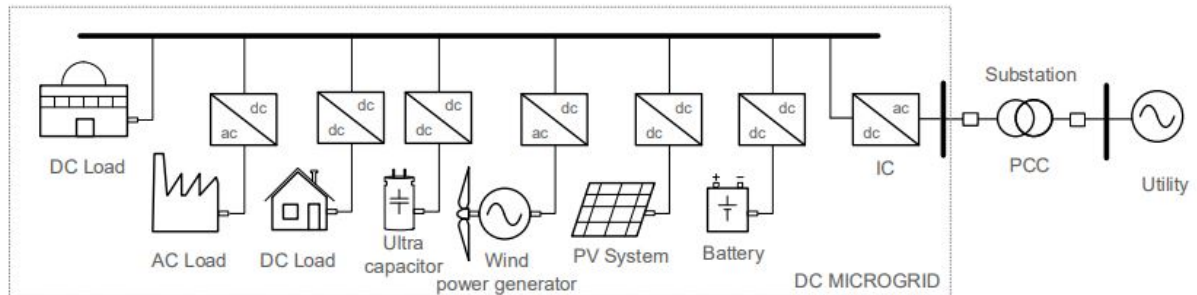 dc
ac
dc
dc
dc
dc
dc
ac
dc
dc
dc
dc
ac
dc
Substation
DC Load
IC
PCC
Utility
+ −
AC Load
DC Load
Ultra
capacitor
Wind
power generator
PV System
Battery
DC MICROGRID